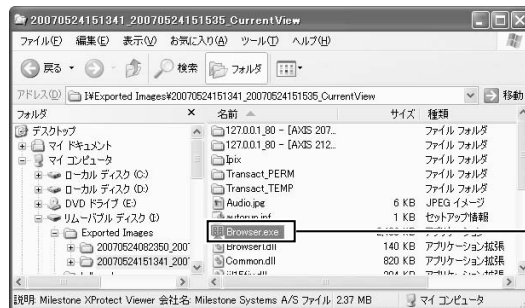 20070524151341_20070524151535_CurrentView
ファイル(F) 編集(E) 表示(V) お気に入り(A) ツール(T) ヘルプ(H)
戻る 検索 フォルダ
アドレス(D) I¥Exported Images¥20070524151341_20070524151535_CurrentView 移動
フォルダ × 名前 サイズ 種類
デスクトップ 127.0.0.1_80 - [AXIS 207... ファイル フォルダ
マイ ドキュメント 127.0.0.1_80 - [AXIS 212... ファイル フォルダ
マイ コンピュータ Ipix ファイル フォルダ
ローカル ディスク (C:) Transact_PERM ファイル フォルダ
ローカル ディスク (D:) Transact_TEMP ファイル フォルダ
DVD ドライブ (E:) Audio.jpg 6 KB JPEG イメージ
リムーバブル ディスク (I:) autorun.inf 1 KB セットアップ情報
Exported Images Browser.exe
20070524082350_200 Browser.dll 140 KB アプリケーション拡張
20070524151341_200 Common.dll 820 KB アプリケーション拡張
説明: Milestone XProtect Viewer 会社名: Milestone Systems A/S ファイル 2.37 MB マイ コンピュータ